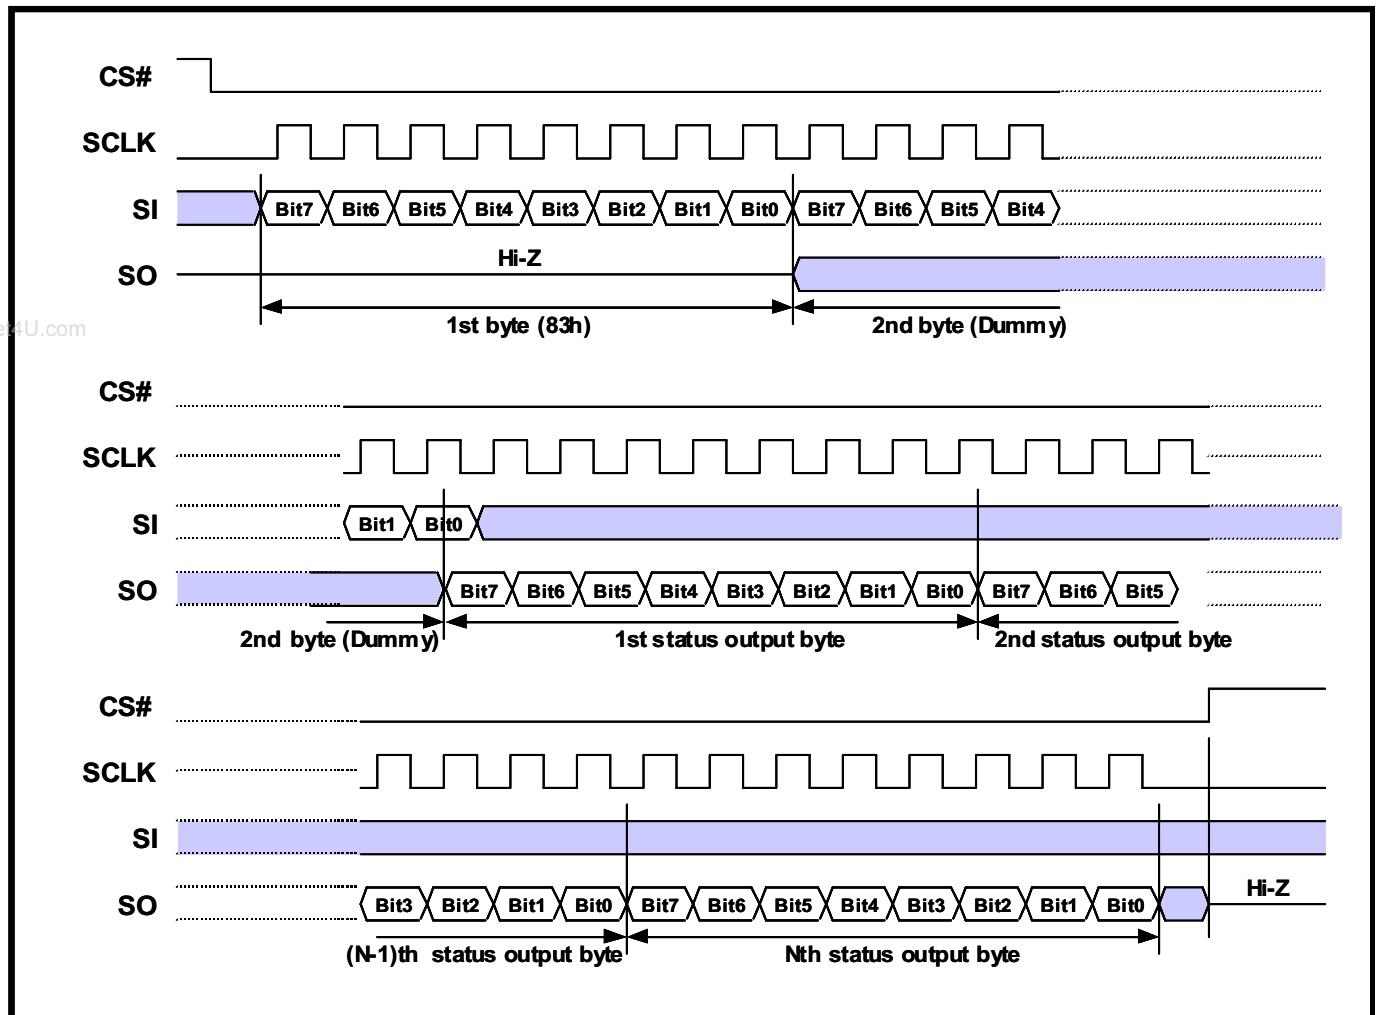 CS#
SCLK
SI Bit7 Bit6 Bit5 Bit4 Bit3 Bit2 Bit1 Bit0 Bit7 Bit6 Bit5 Bit4
Hi-Z
SO
1st byte (83h) 2nd byte (Dummy)
et4U.com
CS#
SCLK
SI Bit1 Bit0
SO Bit7 Bit6 Bit5 Bit4 Bit3 Bit2 Bit1 Bit0 Bit7 Bit6 Bit5
2nd byte (Dummy) 1st status output byte 2nd status output byte
CS#
SCLK
SI
Hi-Z
SO Bit3 Bit2 Bit1 Bit0 Bit7 Bit6 Bit5 Bit4 Bit3 Bit2 Bit1 Bit0
(N-1)th status output byte Nth status output byte